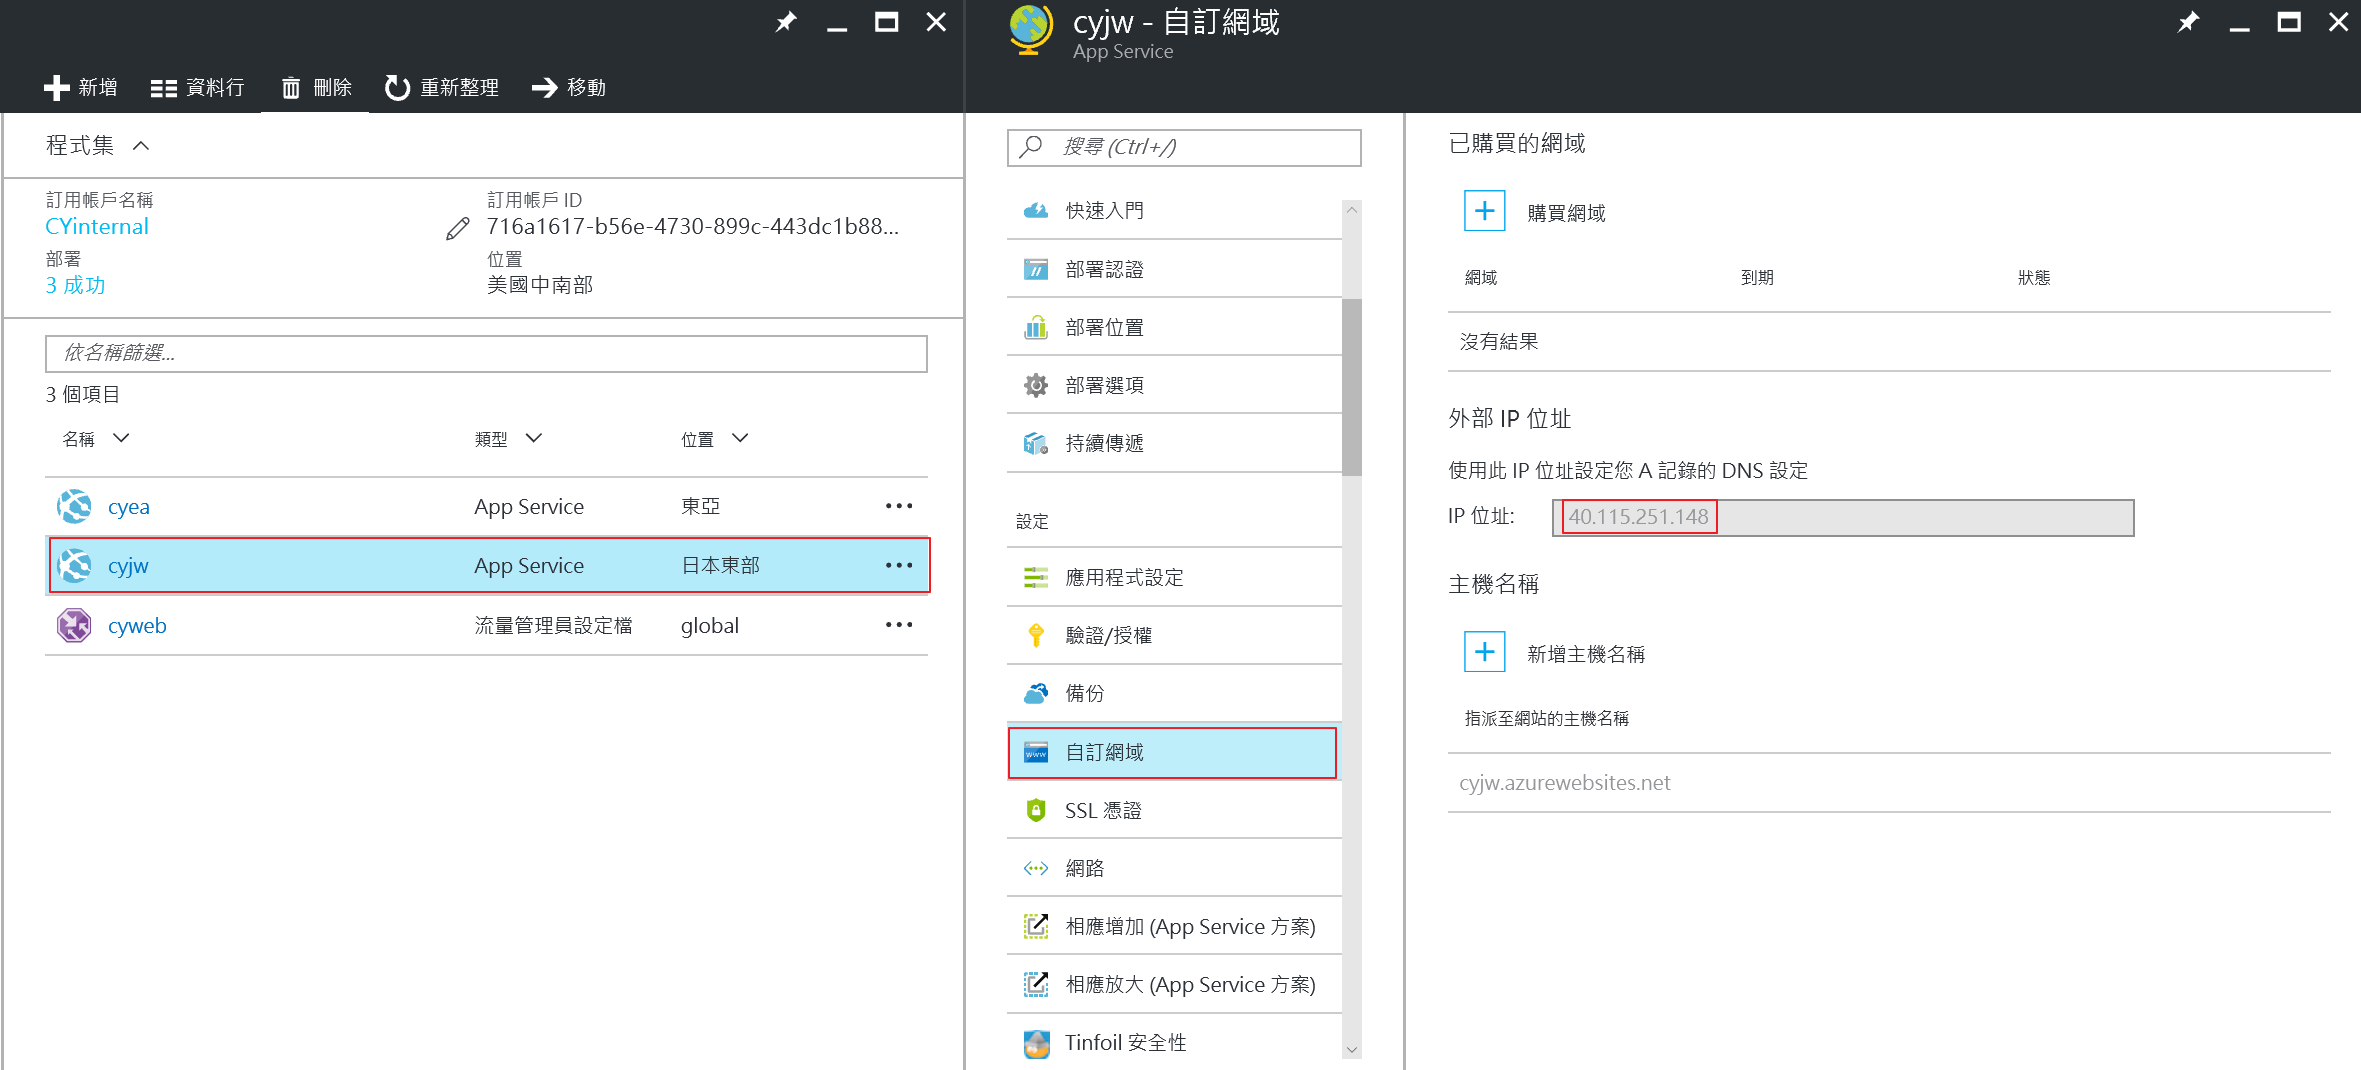 新增
資料行
刪除
重新整理
移動
程式集
訂用帳戶名稱
CYinternal
部署
3 成功
訂用帳戶 ID
716a1617-b56e-4730-899c-443dc1b88...
位置
美國中南部
依名稱篩選...
3 個項目
名稱 類型 位置
cyea App Service 東亞
cyjw App Service 日本東部
cyweb 流量管理員設定檔 global
cyjw - 自訂網域
App Service
搜尋 (Ctrl+/)
快速入門
部署認證
部署位置
部署選項
持續傳遞
設定
應用程式設定
驗證/授權
備份
自訂網域
SSL 憑證
網路
相應增加 (App Service 方案)
相應放大 (App Service 方案)
Tinfoil 安全性
已購買的網域
購買網域
網域 到期 狀態
沒有結果
外部 IP 位址
使用此 IP 位址設定您 A 記錄的 DNS 設定
IP 位址: 40.115.251.148
主機名稱
新增主機名稱
指派至網站的主機名稱
cyjw.azurewebsites.net